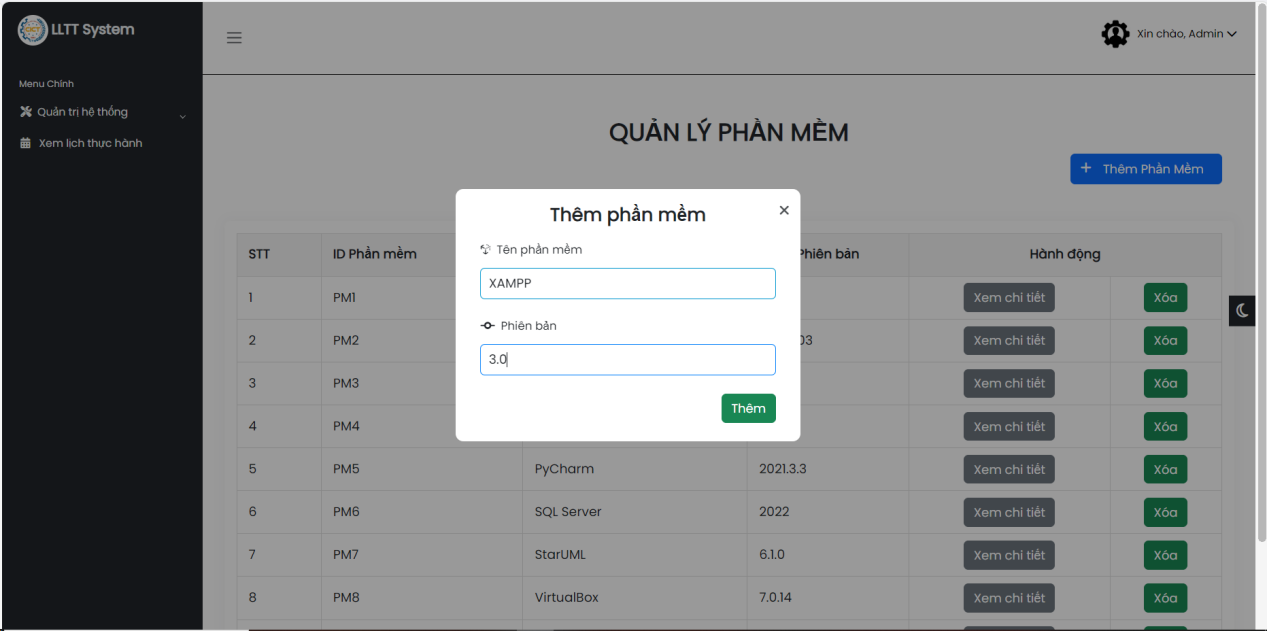 LLTT System
Xin chào, Admin
Menu Chính
Quản trị hệ thống
Xem lịch thực hành
QUẢN LÝ PHẦN MỀM
+ Thêm Phần Mềm
Thêm phần mềm
Tên phần mềm
XAMPP
Phiên bản
3.0
Thêm
STT ID Phần mềm Phiên bản Hành động
1 PM1 Xem chi tiết Xóa
2 PM2 03 Xem chi tiết Xóa
3 PM3 Xem chi tiết Xóa
4 PM4 Xem chi tiết Xóa
5 PM5 PyCharm 2021.3.3 Xem chi tiết Xóa
6 PM6 SQL Server 2022 Xem chi tiết Xóa
7 PM7 StarUML 6.1.0 Xem chi tiết Xóa
8 PM8 VirtualBox 7.0.14 Xem chi tiết Xóa